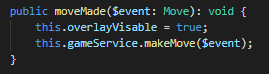 public moveMade($event: Move): void {
this.overlayVisable = true;
this.gameService.makeMove($event);
}